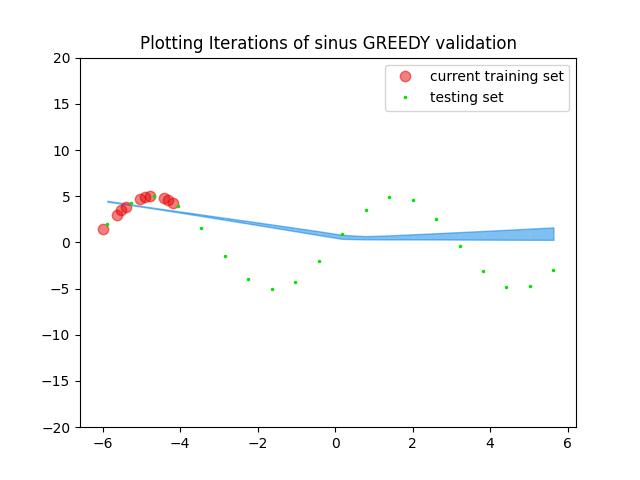 Plotting Iterations of sinus GREEDY validation
current training set
testing set
20
15
10
5
0
−5
−10
−15
−20
−6 −4 −2 0 2 4 6